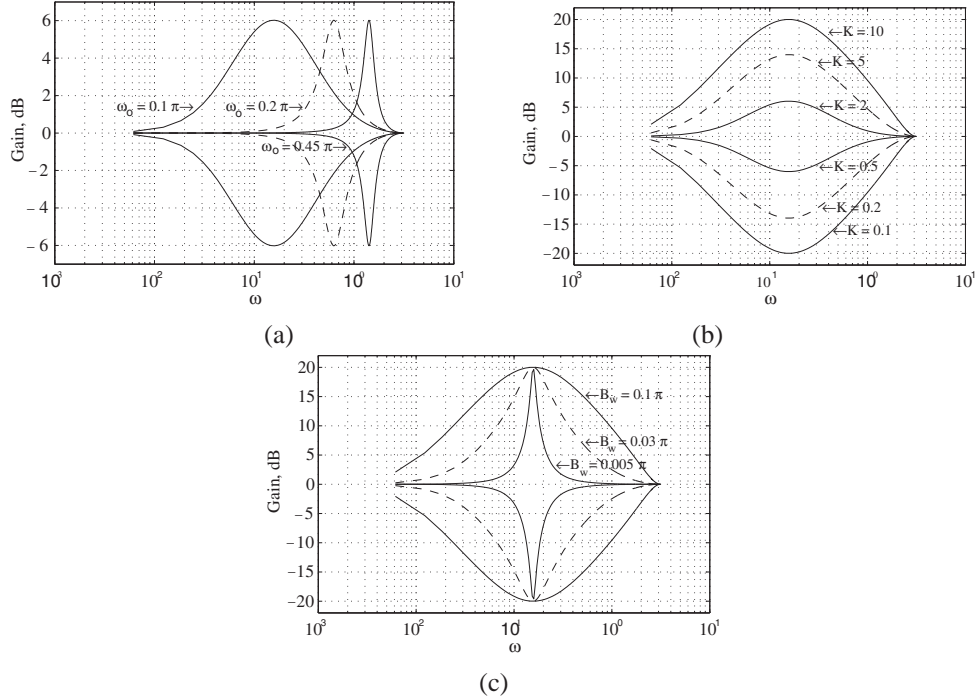 6
4
2
0
−2
−4
−6
Gain, dB
ω₀ = 0.1 π→
ω₀ = 0.2 π→
ω₀ = 0.45 π→
10³ 10² 10¹ 10⁰ 10¹
ω
(a)
20
15
10
5
0
−5
−10
−15
−20
Gain, dB
←K = 10
←K = 5
←K = 2
←K = 0.5
←K = 0.2
←K = 0.1
10³ 10² 10¹ 10⁰ 10¹
ω
(b)
20
15
10
5
0
−5
−10
−15
−20
Gain, dB
←B_w = 0.1 π
←B_w = 0.03 π
←B_w = 0.005 π
10³ 10² 10¹ 10⁰ 10¹
ω
(c)